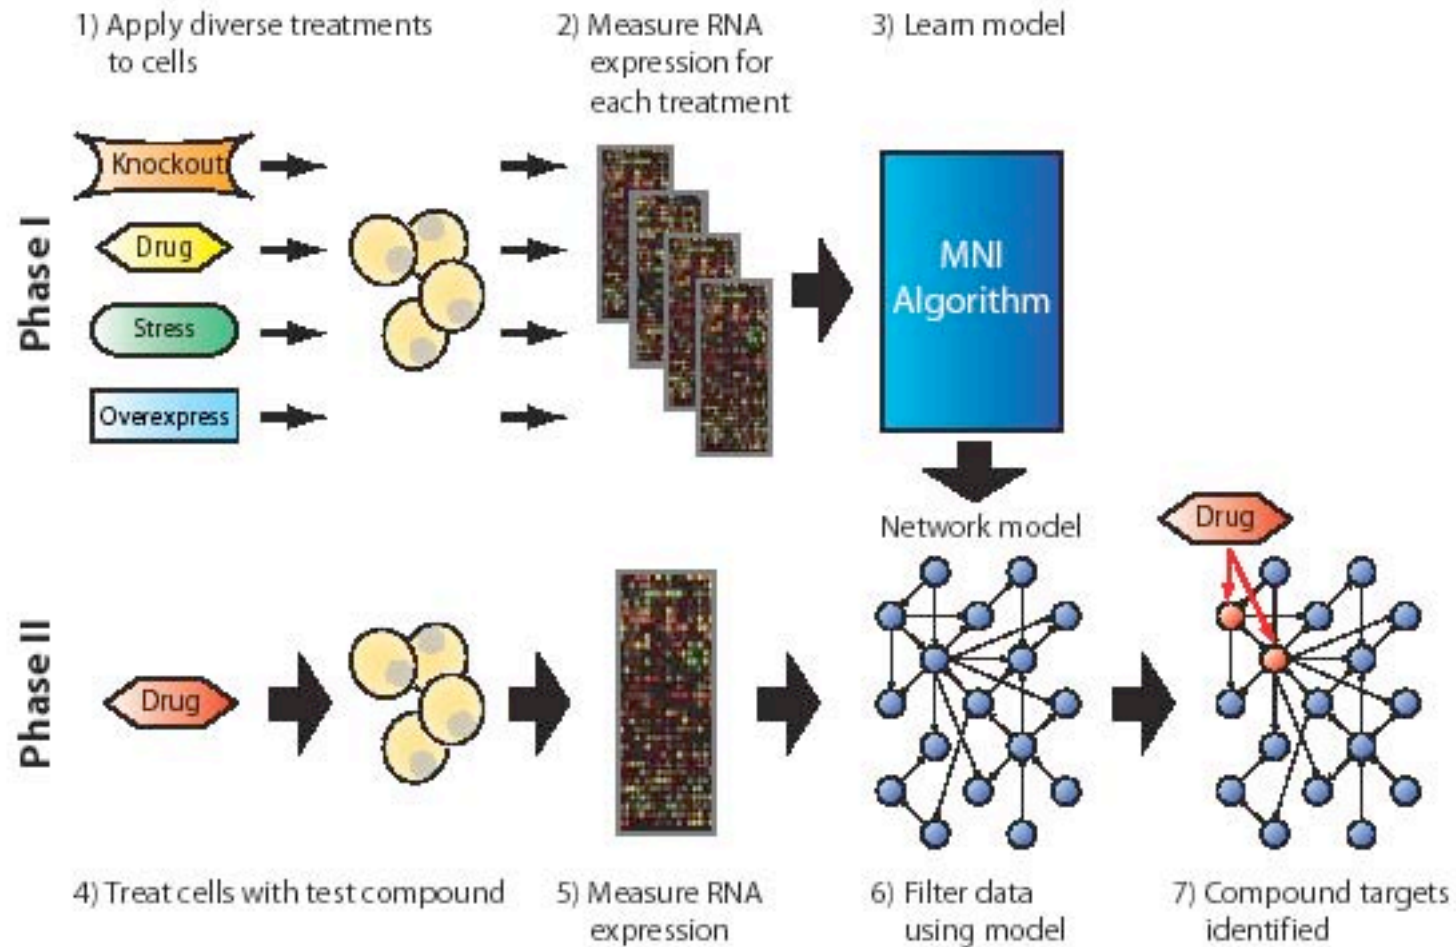 1) Apply diverse treatments
to cells
2) Measure RNA
expression for
each treatment
3) Learn model
Phase I
Knockout
Drug
Stress
Overexpress
MNI
Algorithm
Network model
Drug
Phase II
Drug
4) Treat cells with test compound
5) Measure RNA
expression
6) Filter data
using model
7) Compound targets
identified